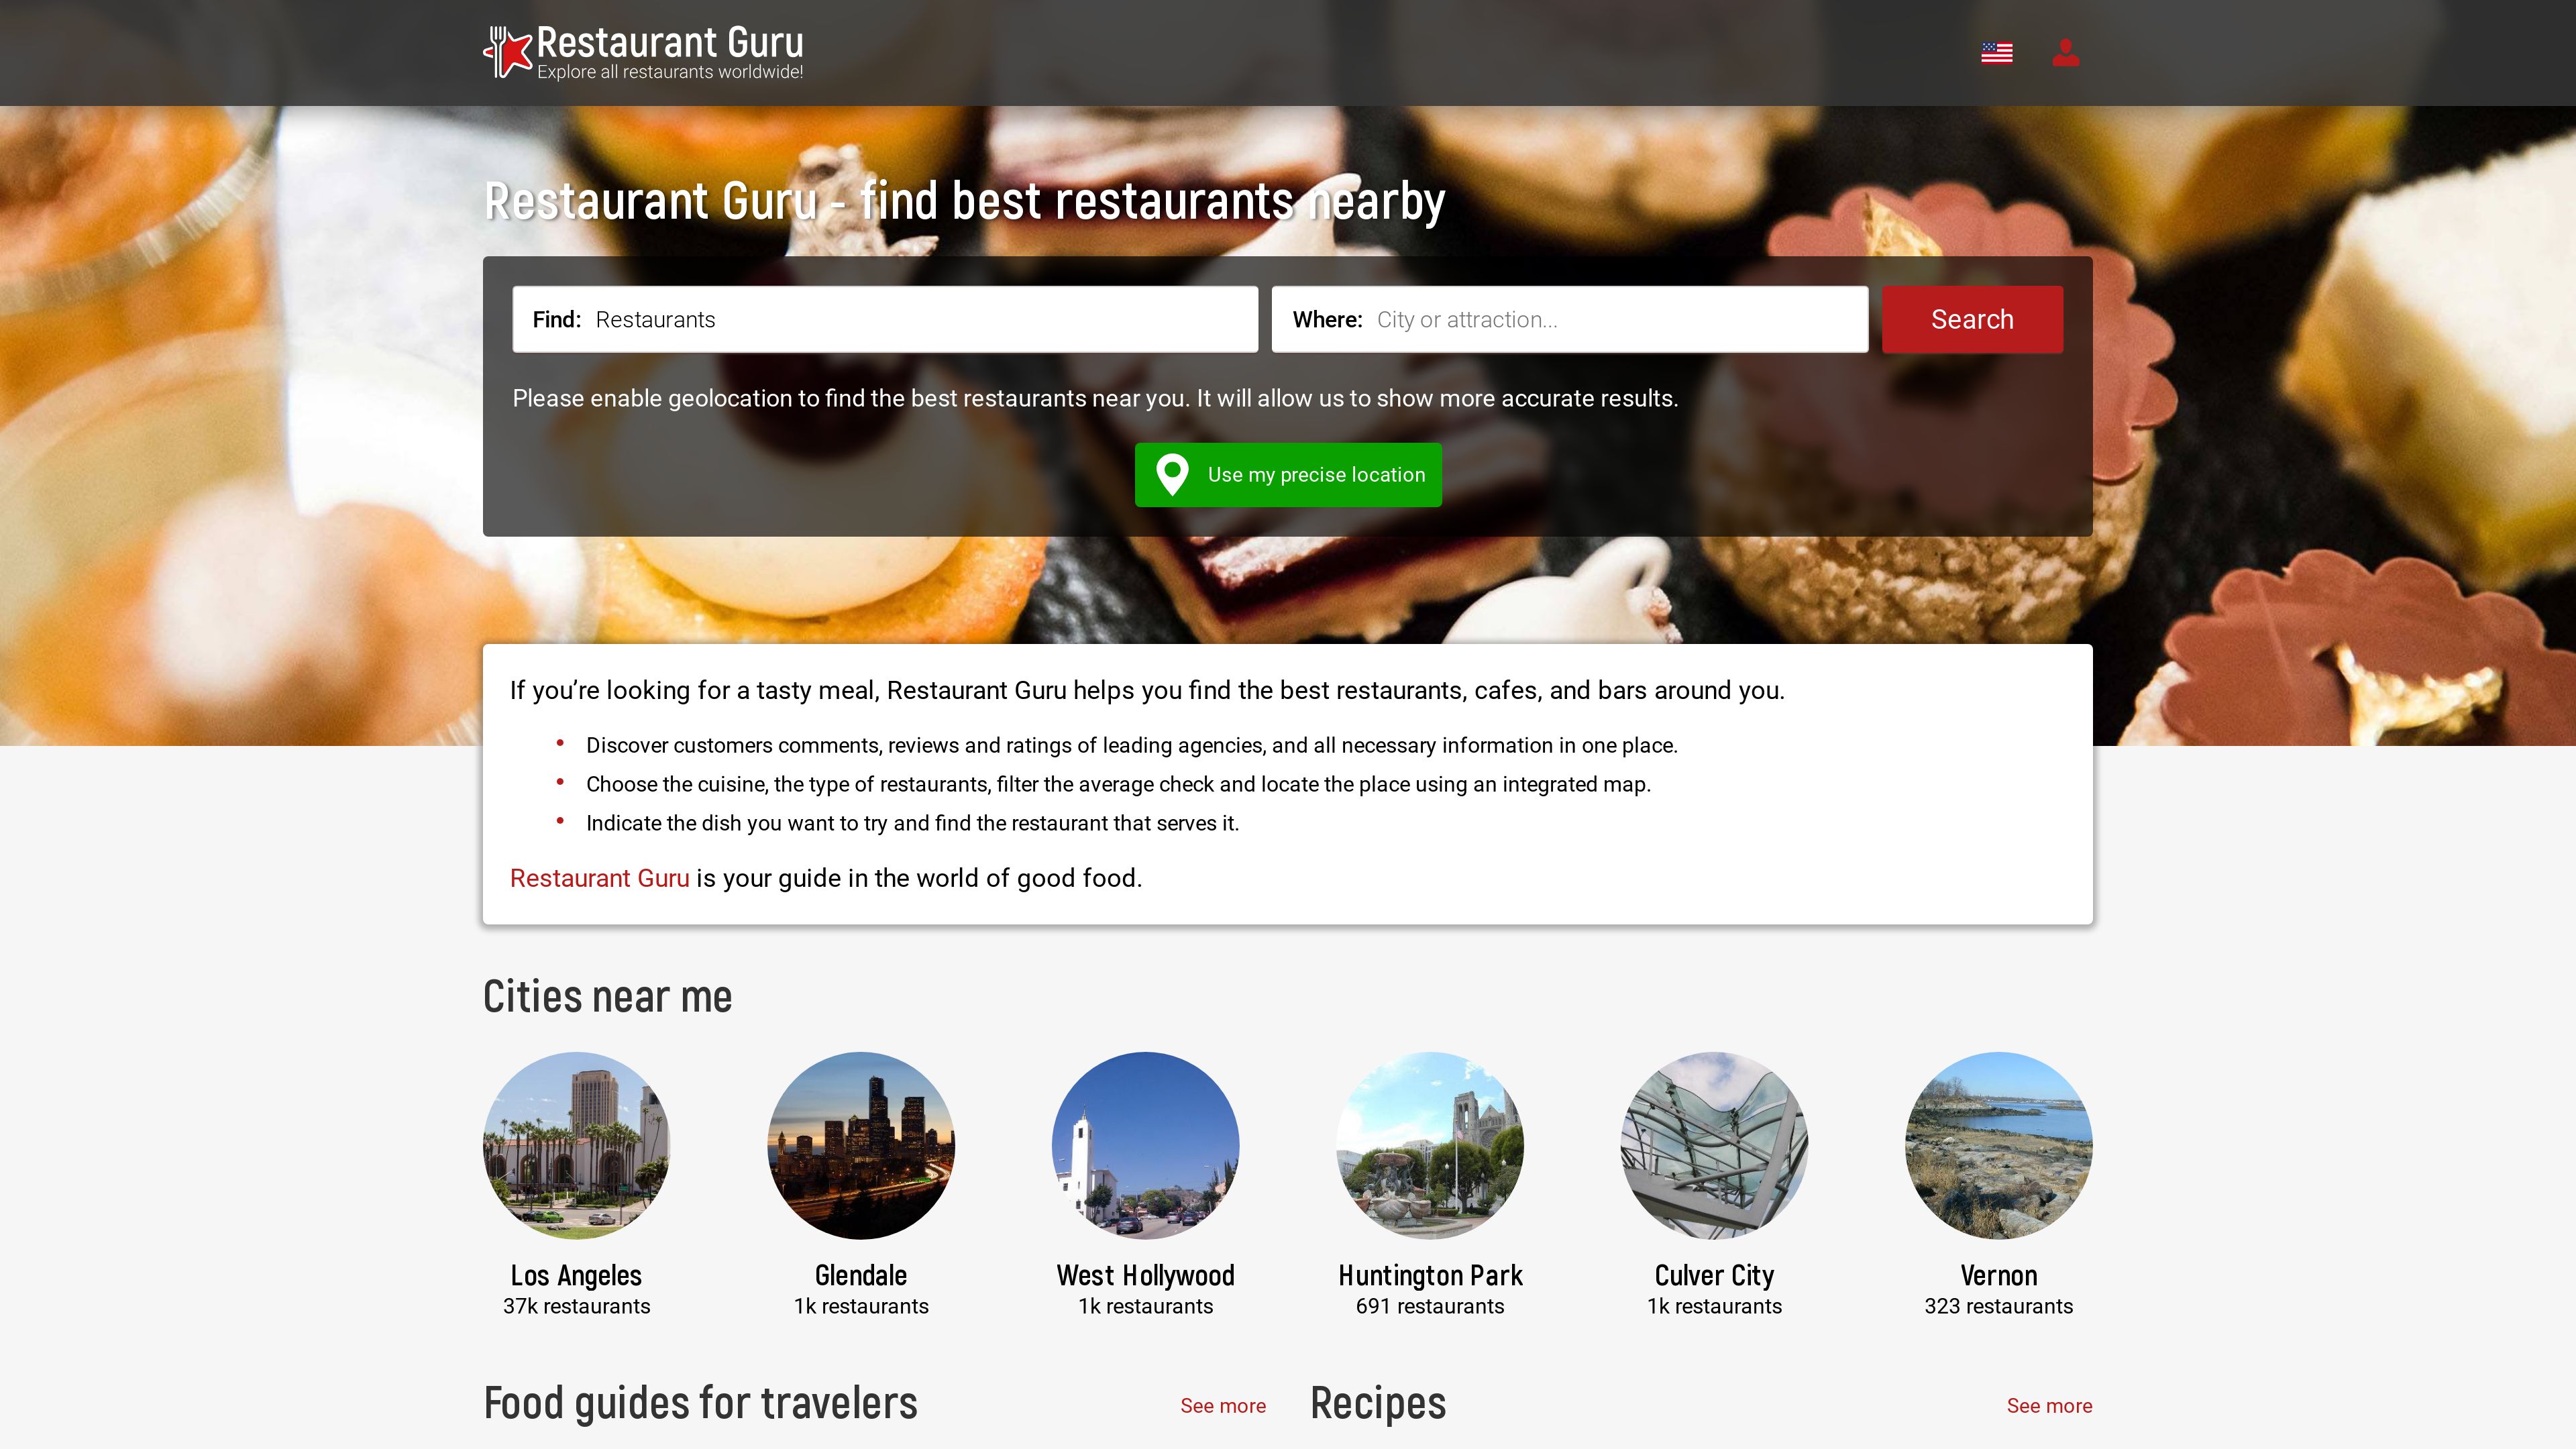 Restaurant Guru
Explore all restaurants worldwide!
Restaurant Guru - find best restaurants nearby
Find: Restaurants
Where: City or attraction...
Search
Please enable geolocation to find the best restaurants near you. It will allow us to show more accurate results.
Use my precise location
If you’re looking for a tasty meal, Restaurant Guru helps you find the best restaurants, cafes, and bars around you.
• Discover customers comments, reviews and ratings of leading agencies, and all necessary information in one place.
• Choose the cuisine, the type of restaurants, filter the average check and locate the place using an integrated map.
• Indicate the dish you want to try and find the restaurant that serves it.
Restaurant Guru is your guide in the world of good food.
Cities near me
Los Angeles
37k restaurants
Glendale
1k restaurants
West Hollywood
1k restaurants
Huntington Park
691 restaurants
Culver City
1k restaurants
Vernon
323 restaurants
Food guides for travelers
See more
Recipes
See more